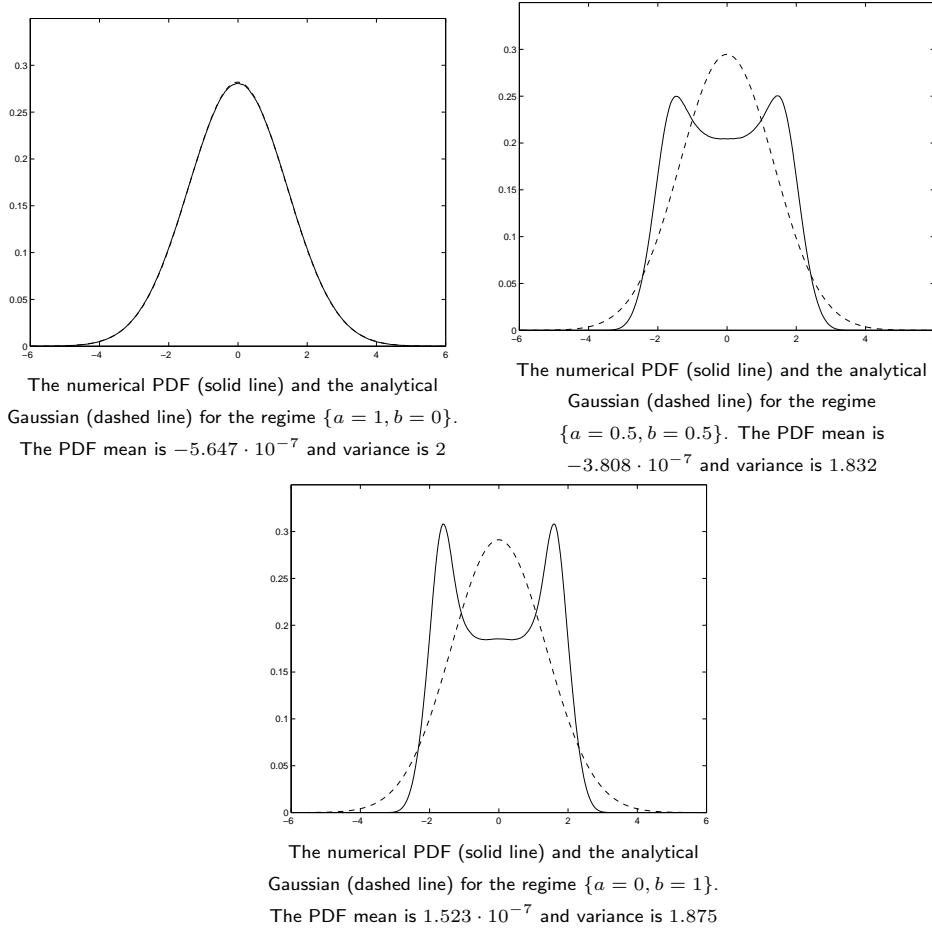 0.3
0.25
0.2
0.15
0.1
0.05
0
−6 −4 −2 0 2 4 6
The numerical PDF (solid line) and the analytical
Gaussian (dashed line) for the regime {a = 1, b = 0}.
The PDF mean is −5.647 · 10⁻⁷ and variance is 2
0.3
0.25
0.2
0.15
0.1
0.05
0
−6 −4 −2 0 2 4
The numerical PDF (solid line) and the analytical
Gaussian (dashed line) for the regime
{a = 0.5, b = 0.5}. The PDF mean is
−3.808 · 10⁻⁷ and variance is 1.832
0.3
0.25
0.2
0.15
0.1
0.05
0
−6 −4 −2 0 2 4 6
The numerical PDF (solid line) and the analytical
Gaussian (dashed line) for the regime {a = 0, b = 1}.
The PDF mean is 1.523 · 10⁻⁷ and variance is 1.875